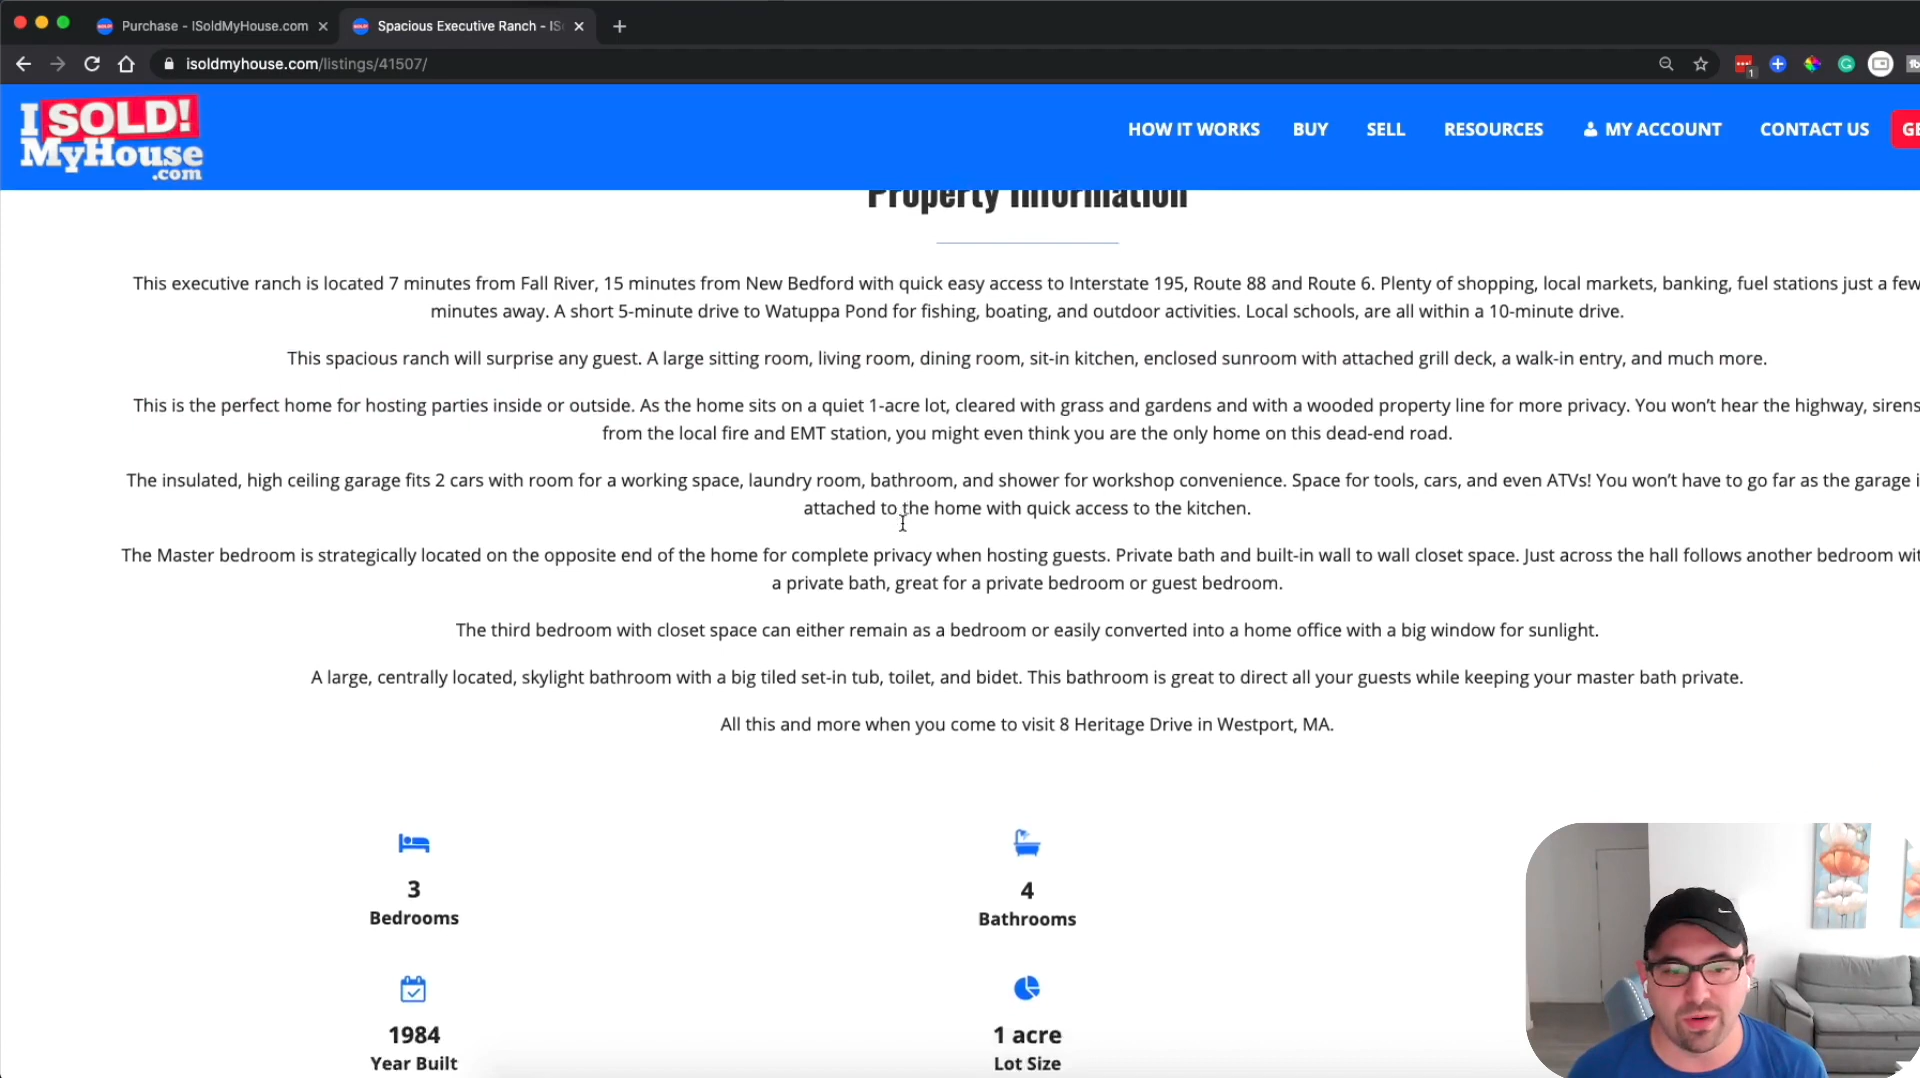 Purchase - ISoldMyHouse.com
Spacious Executive Ranch - IS
isoldmyhouse.com/listings/41507/
I SOLD!
MyHouse
.com
HOW IT WORKS
BUY
SELL
RESOURCES
MY ACCOUNT
CONTACT US
GE
Property Information
This executive ranch is located 7 minutes from Fall River, 15 minutes from New Bedford with quick easy access to Interstate 195, Route 88 and Route 6. Plenty of shopping, local markets, banking, fuel stations just a few
minutes away. A short 5-minute drive to Watuppa Pond for fishing, boating, and outdoor activities. Local schools, are all within a 10-minute drive.
This spacious ranch will surprise any guest. A large sitting room, living room, dining room, sit-in kitchen, enclosed sunroom with attached grill deck, a walk-in entry, and much more.
This is the perfect home for hosting parties inside or outside. As the home sits on a quiet 1-acre lot, cleared with grass and gardens and with a wooded property line for more privacy. You won't hear the highway, sirens
from the local fire and EMT station, you might even think you are the only home on this dead-end road.
The insulated, high ceiling garage fits 2 cars with room for a working space, laundry room, bathroom, and shower for workshop convenience. Space for tools, cars, and even ATVs! You won't have to go far as the garage i
attached to the home with quick access to the kitchen.
The Master bedroom is strategically located on the opposite end of the home for complete privacy when hosting guests. Private bath and built-in wall to wall closet space. Just across the hall follows another bedroom wit
a private bath, great for a private bedroom or guest bedroom.
The third bedroom with closet space can either remain as a bedroom or easily converted into a home office with a big window for sunlight.
A large, centrally located, skylight bathroom with a big tiled set-in tub, toilet, and bidet. This bathroom is great to direct all your guests while keeping your master bath private.
All this and more when you come to visit 8 Heritage Drive in Westport, MA.
3
Bedrooms
4
Bathrooms
1984
Year Built
1 acre
Lot Size